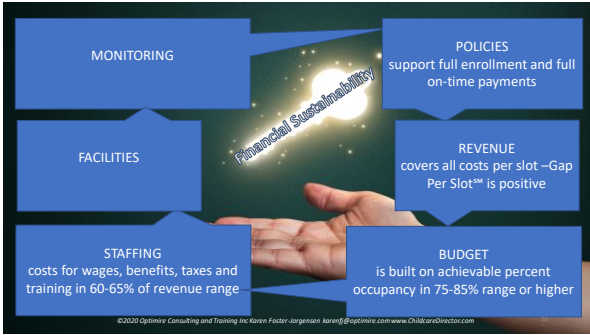 MONITORING
POLICIES
support full enrollment and full
on-time payments
Financial Sustainability
FACILITIES
REVENUE
covers all costs per slot –Gap
Per Slot℠ is positive
STAFFING
costs for wages, benefits, taxes and
training in 60-65% of revenue range
BUDGET
is built on achievable percent
occupancy in 75-85% range or higher
©2020 Optimire Consulting and Training Inc Karen Foster-Jorgensen karenfj@optimire.com www.ChildcareDirector.com